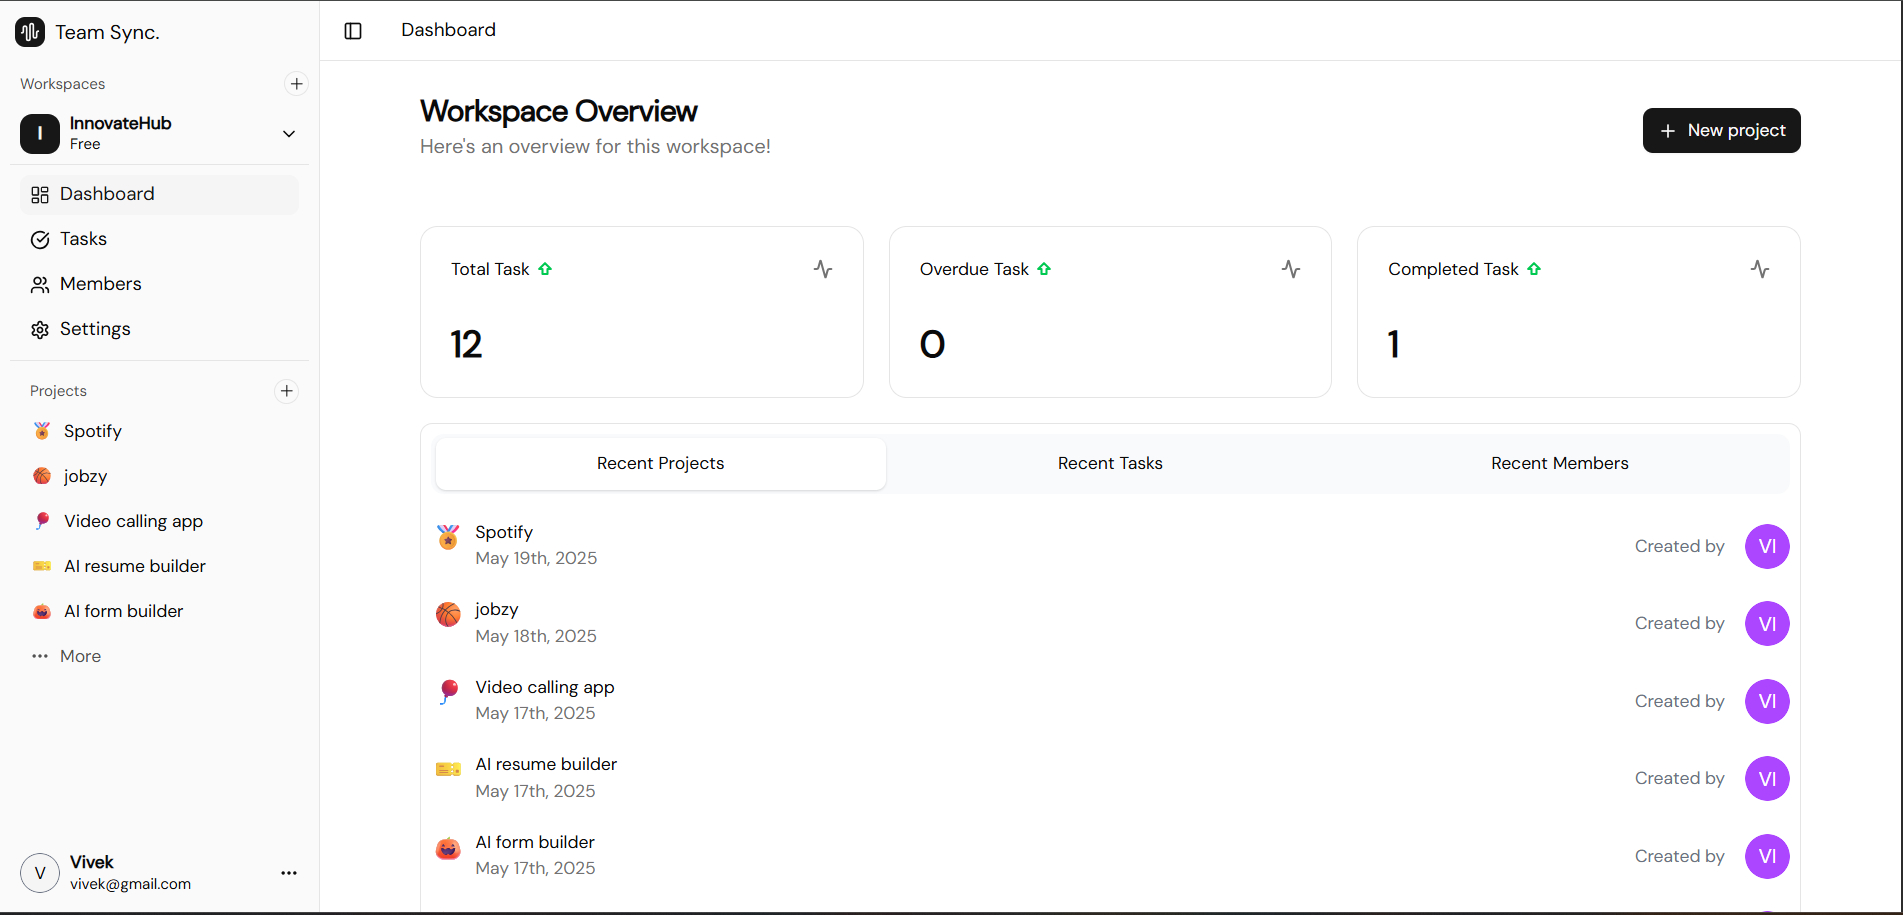 Team Sync.
Workspaces
I
InnovateHub
Free
Dashboard
Tasks
Members
Settings
Projects
Spotify
jobzy
Video calling app
AI resume builder
AI form builder
More
V
Vivek
vivek@gmail.com
Dashboard
Workspace Overview
Here's an overview for this workspace!
New project
Total Task
12
Overdue Task
0
Completed Task
1
Recent Projects
Recent Tasks
Recent Members
Spotify
May 19th, 2025
Created by
VI
jobzy
May 18th, 2025
Created by
VI
Video calling app
May 17th, 2025
Created by
VI
AI resume builder
May 17th, 2025
Created by
VI
AI form builder
May 17th, 2025
Created by
VI